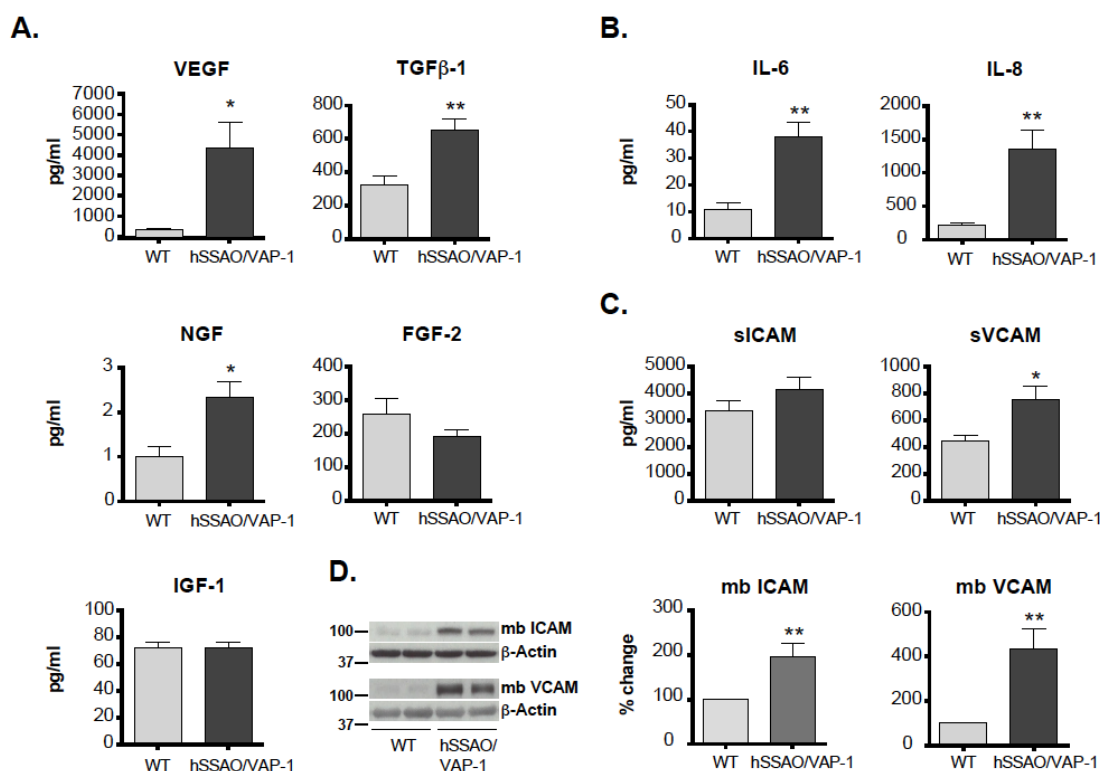 A.
VEGF
7000
6000
5000
4000
3000
2000
1000
0
pg/ml
*
WT
hSSAO/VAP-1
TGFβ-1
800
600
400
200
0
**
WT
hSSAO/VAP-1
B.
IL-6
50
40
30
20
10
0
pg/ml
**
WT
hSSAO/VAP-1
IL-8
2000
1500
1000
500
0
**
WT
hSSAO/VAP-1
NGF
3
2
1
0
pg/ml
*
WT
hSSAO/VAP-1
FGF-2
400
300
200
100
0
WT
hSSAO/VAP-1
C.
sICAM
5000
4000
3000
2000
1000
0
pg/ml
WT
hSSAO/VAP-1
sVCAM
1000
800
600
400
200
0
*
WT
hSSAO/VAP-1
IGF-1
100
80
60
40
20
0
pg/ml
WT
hSSAO/VAP-1
D.
100
mb ICAM
β-Actin
37
mb VCAM
100
β-Actin
37
WT
hSSAO/
VAP-1
mb ICAM
300
200
100
0
% change
**
WT
hSSAO/VAP-1
mb VCAM
600
400
200
0
**
WT
hSSAO/VAP-1